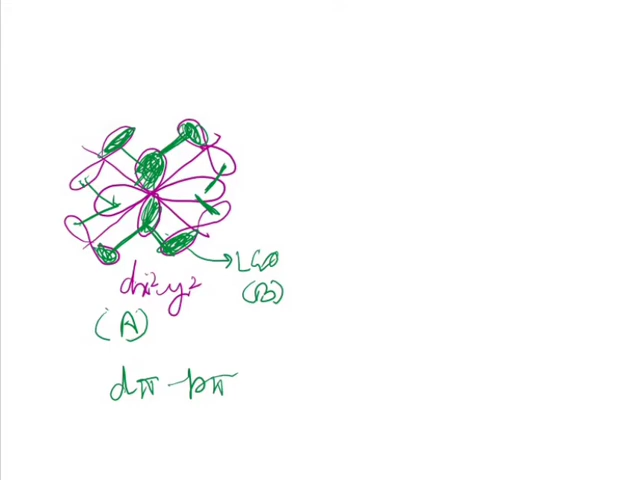 LGO
(B)
dx²-y²
(A)
dπ-pπ